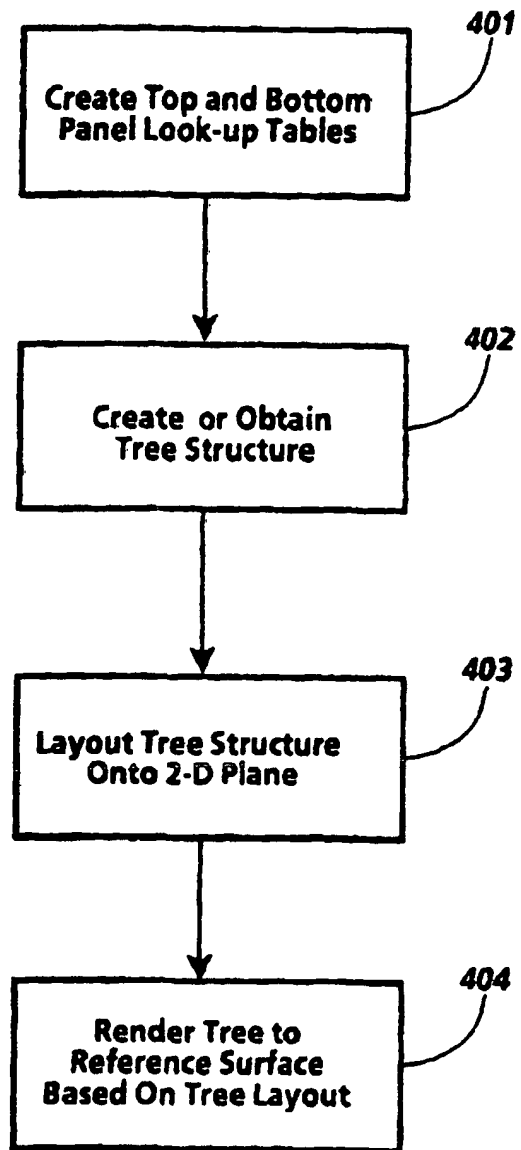 401
Create Top and Bottom
Panel Look-up Tables
402
Create or Obtain
Tree Structure
403
Layout Tree Structure
Onto 2-D Plane
404
Render Tree to
Reference Surface
Based On Tree Layout